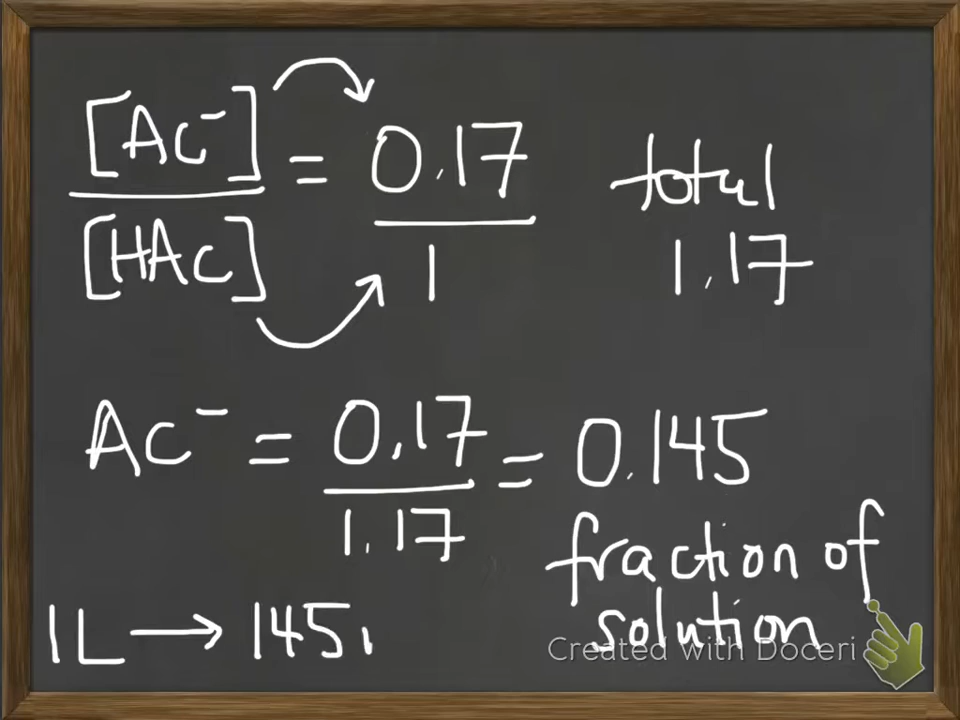 [Ac⁻] / [HAc] = 0.17 / 1
total
1.17
Ac⁻ = 0.17 / 1.17 = 0.145
fraction of
solution
1L → 145
Created with Doceri